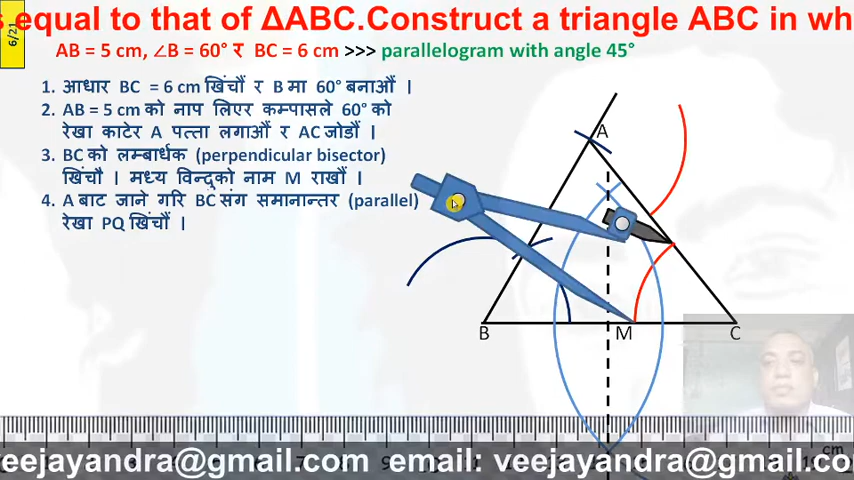 s equal to that of ΔABC.Construct a triangle ABC in wh
6/21
AB = 5 cm, ∠B = 60° र BC = 6 cm >>> parallelogram with angle 45°
1. आधार BC = 6 cm खिंचौं र B मा 60° बनाऔं ।
2. AB = 5 cm को नाप लिएर कम्पासले 60° को
रेखा काटेर A पत्ता लगाऔं र AC जोडौं ।
3. BC को लम्बार्धक (perpendicular bisector)
खिंचौ । मध्य विन्दूको नाम M राखौं ।
4. A बाट जाने गरि BC संग समानान्तर (parallel)
रेखा PQ खिंचौं ।
A
B
M
C
cm
veejayandra@gmail.com email: veejayandra@gmail.co